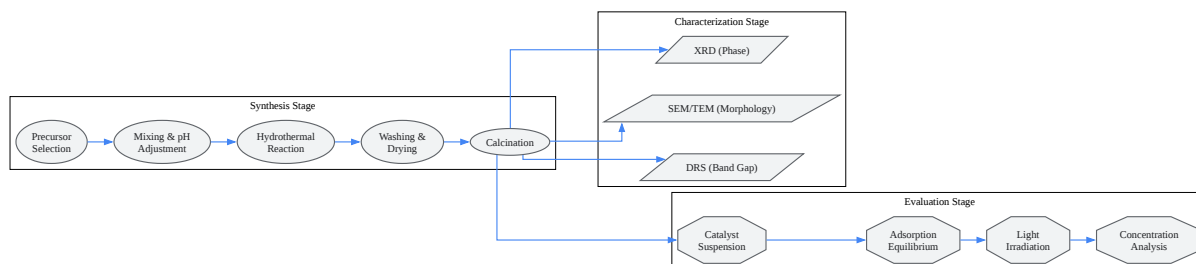 Characterization Stage
XRD (Phase)
SEM/TEM (Morphology)
DRS (Band Gap)
Synthesis Stage
Precursor
Selection
Mixing & pH
Adjustment
Hydrothermal
Reaction
Washing &
Drying
Calcination
Evaluation Stage
Catalyst
Suspension
Adsorption
Equilibrium
Light
Irradiation
Concentration
Analysis